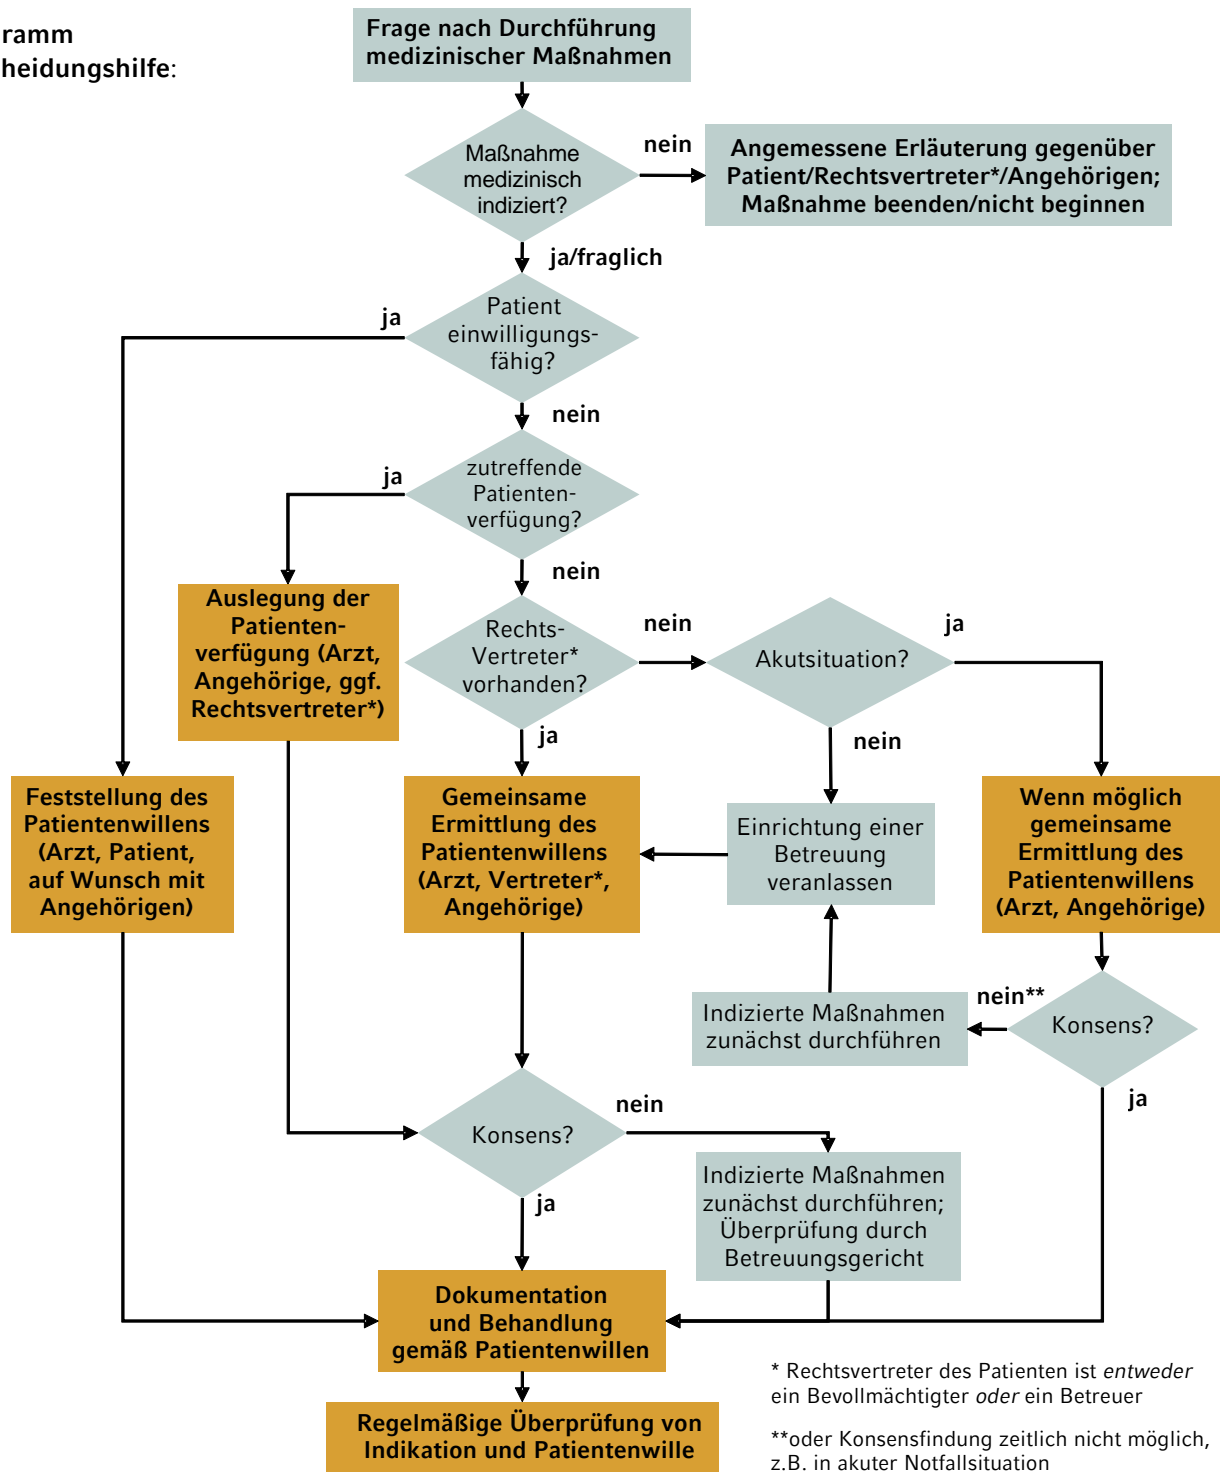 ramm
heidungshilfe:
Frage nach Durchführung
medizinischer Maßnahmen
Maßnahme
medizinisch
indiziert?
nein
Angemessene Erläuterung gegenüber
Patient/Rechtsvertreter*/Angehörigen;
Maßnahme beenden/nicht beginnen
ja/fraglich
Patient
einwilligungs-
fähig?
ja
nein
zutreffende
Patienten-
verfügung?
ja
nein
Auslegung der
Patienten-
verfügung (Arzt,
Angehörige, ggf.
Rechtsvertreter*)
Rechts-
Vertreter*
vorhanden?
nein
Akutsituation?
ja
ja
nein
Feststellung des
Patientenwillens
(Arzt, Patient,
auf Wunsch mit
Angehörigen)
Gemeinsame
Ermittlung des
Patientenwillens
(Arzt, Vertreter*,
Angehörige)
Einrichtung einer
Betreuung
veranlassen
Wenn möglich
gemeinsame
Ermittlung des
Patientenwillens
(Arzt, Angehörige)
Indizierte Maßnahmen
zunächst durchführen
nein**
Konsens?
ja
Konsens?
nein
ja
Indizierte Maßnahmen
zunächst durchführen;
Überprüfung durch
Betreuungsgericht
Dokumentation
und Behandlung
gemäß Patientenwillen
Regelmäßige Überprüfung von
Indikation und Patientenwille
* Rechtsvertreter des Patienten ist entweder
ein Bevollmächtigter oder ein Betreuer
**oder Konsensfindung zeitlich nicht möglich,
z.B. in akuter Notfallsituation